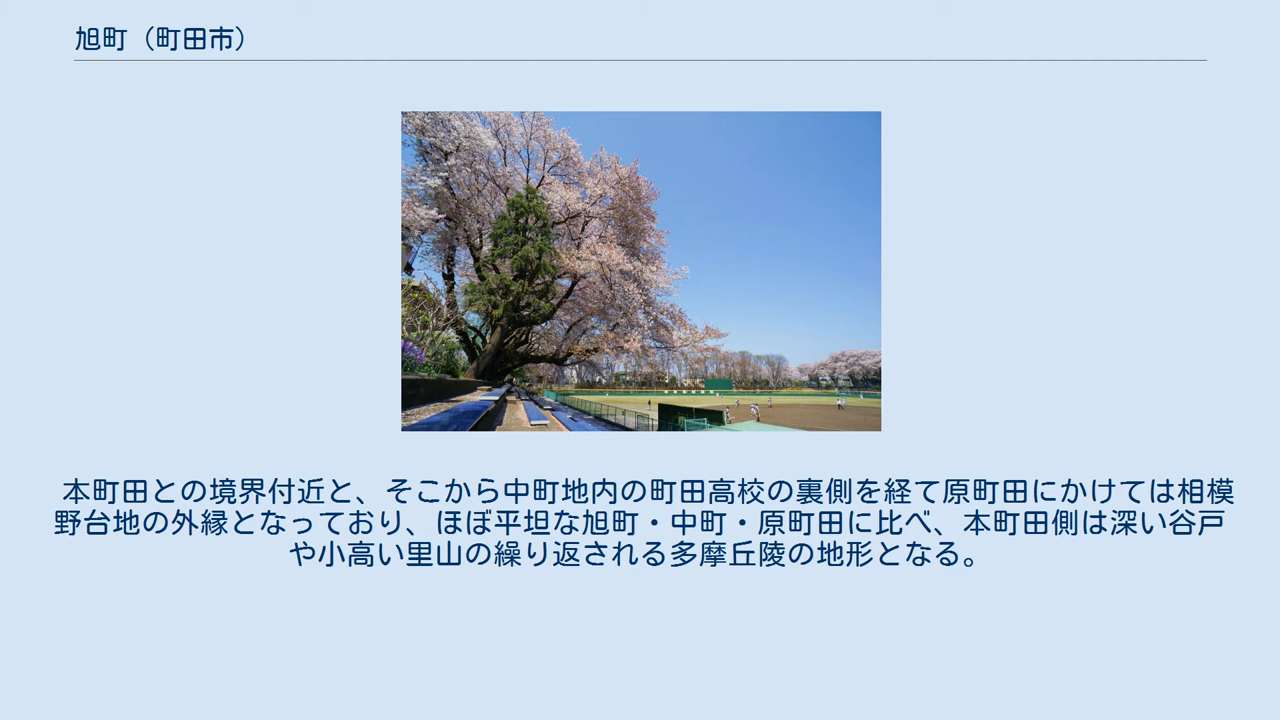 旭町（町田市）
本町田との境界付近と、そこから中町地内の町田高校の裏側を経て原町田にかけては相模
野台地の外縁となっており、ほぼ平坦な旭町・中町・原町田に比べ、本町田側は深い谷戸
や小高い里山の繰り返される多摩丘陵の地形となる。